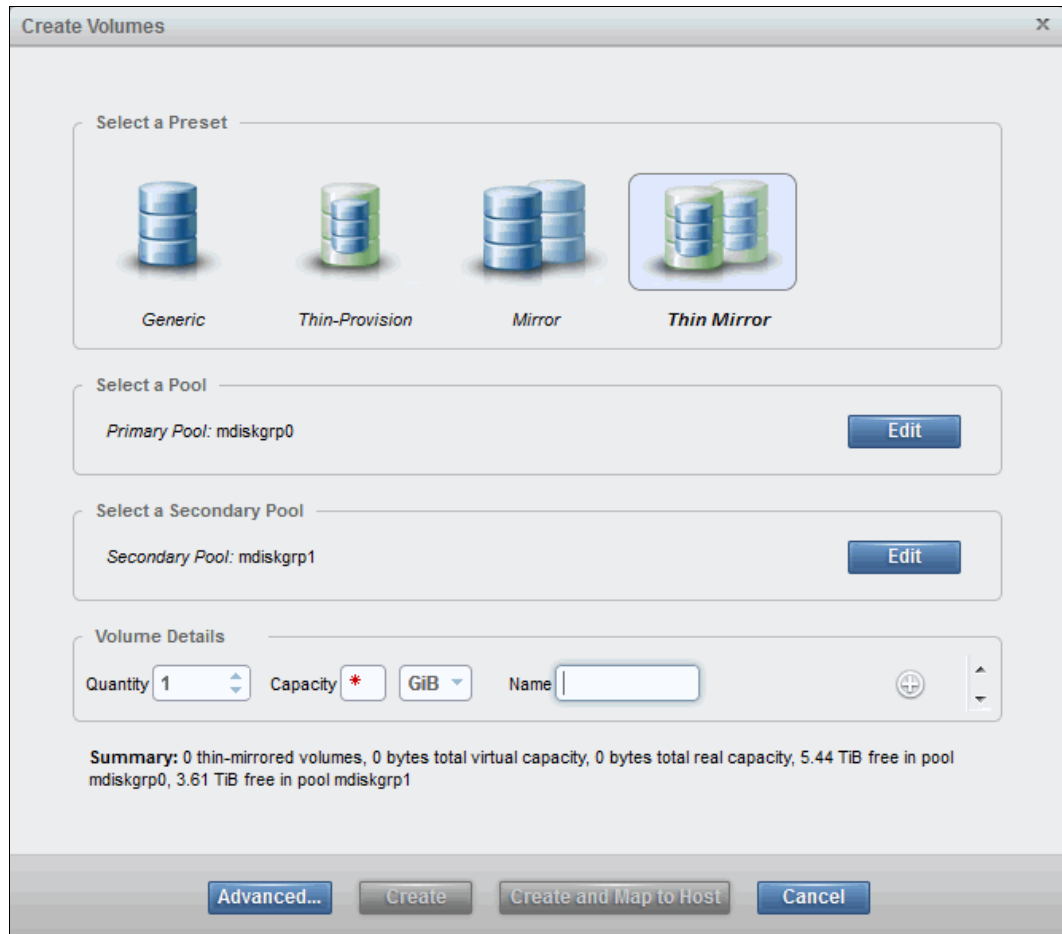 Create Volumes x
Select a Preset
Generic Thin-Provision Mirror Thin Mirror
Select a Pool
Primary Pool: mdiskgrp0 Edit
Select a Secondary Pool
Secondary Pool: mdiskgrp1 Edit
Volume Details
Quantity 1 Capacity * GiB Name
Summary: 0 thin-mirrored volumes, 0 bytes total virtual capacity, 0 bytes total real capacity, 5.44 TiB free in pool
mdiskgrp0, 3.61 TiB free in pool mdiskgrp1
Advanced... Create Create and Map to Host Cancel